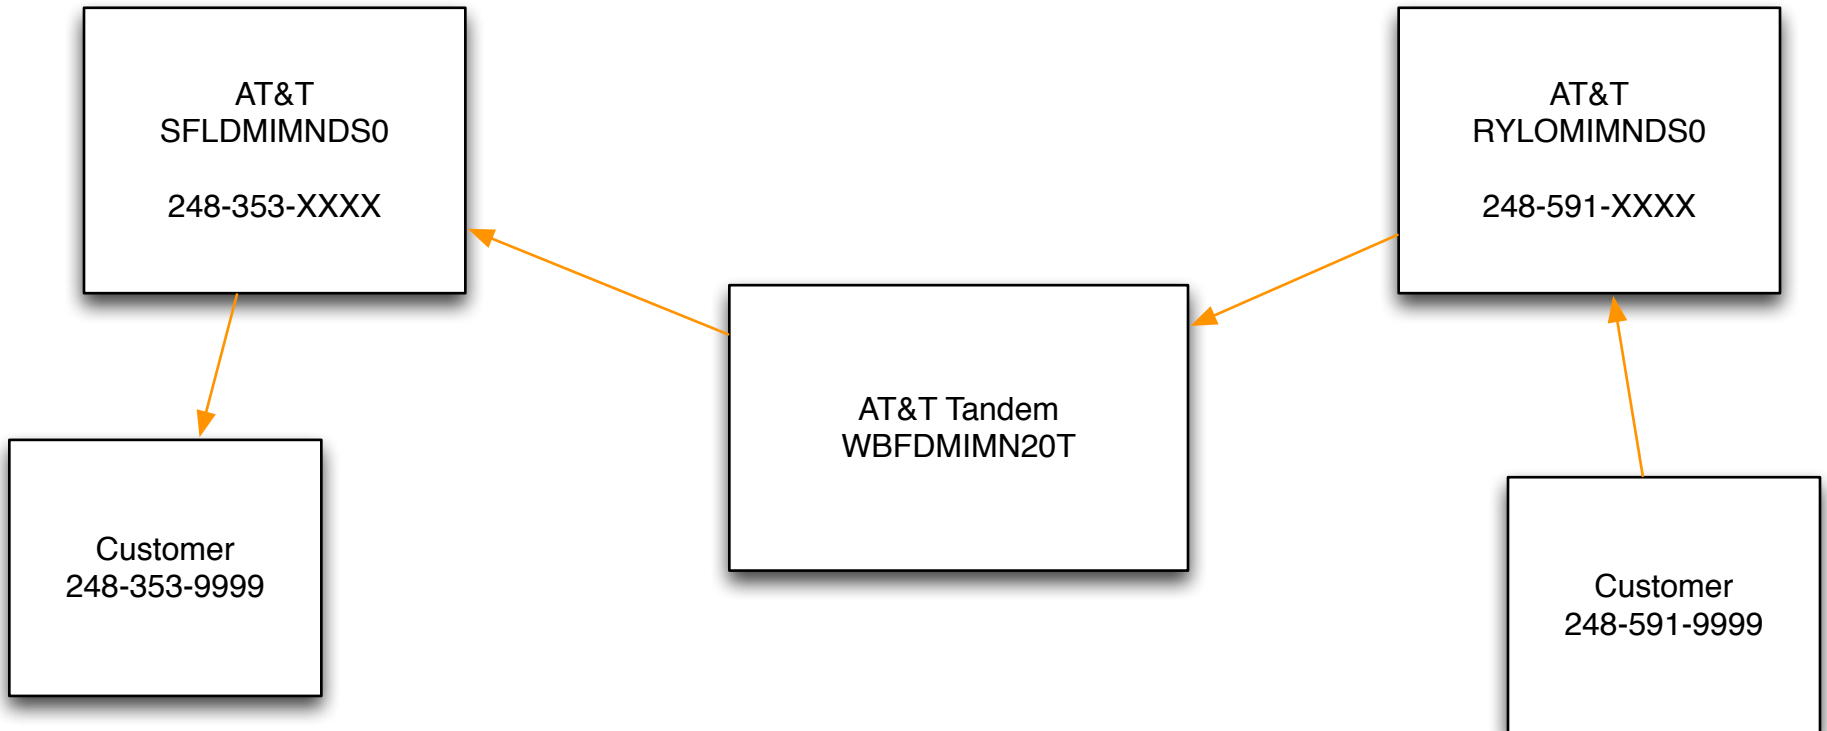 AT&T
SFLDMIMNDS0
248-353-XXXX
AT&T
RYLOMIMNDS0
248-591-XXXX
AT&T Tandem
WBFDMIMN20T
Customer
248-353-9999
Customer
248-591-9999